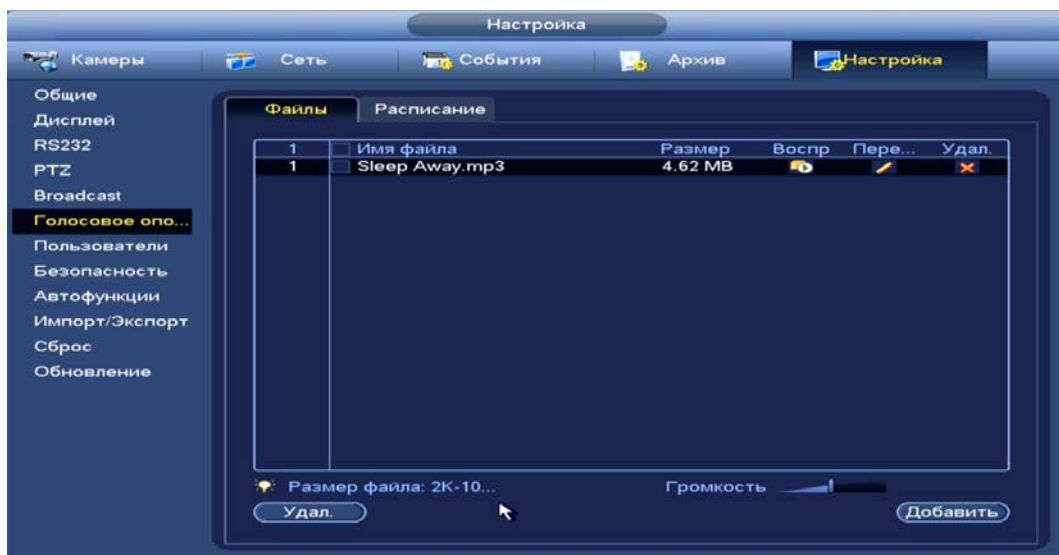 Настройка
Камеры Сеть События Архив Настройка
Общие
Дисплей
RS232
PTZ
Broadcast
Голосовое опо...
Пользователи
Безопасность
Автофункции
Импорт/Экспорт
Сброс
Обновление
Файлы Расписание
1 Имя файла Размер Воспр Пере... Удал.
1 Sleep Away.mp3 4.62 MB
Размер файла: 2K-10... Громкость
Удал. Добавить